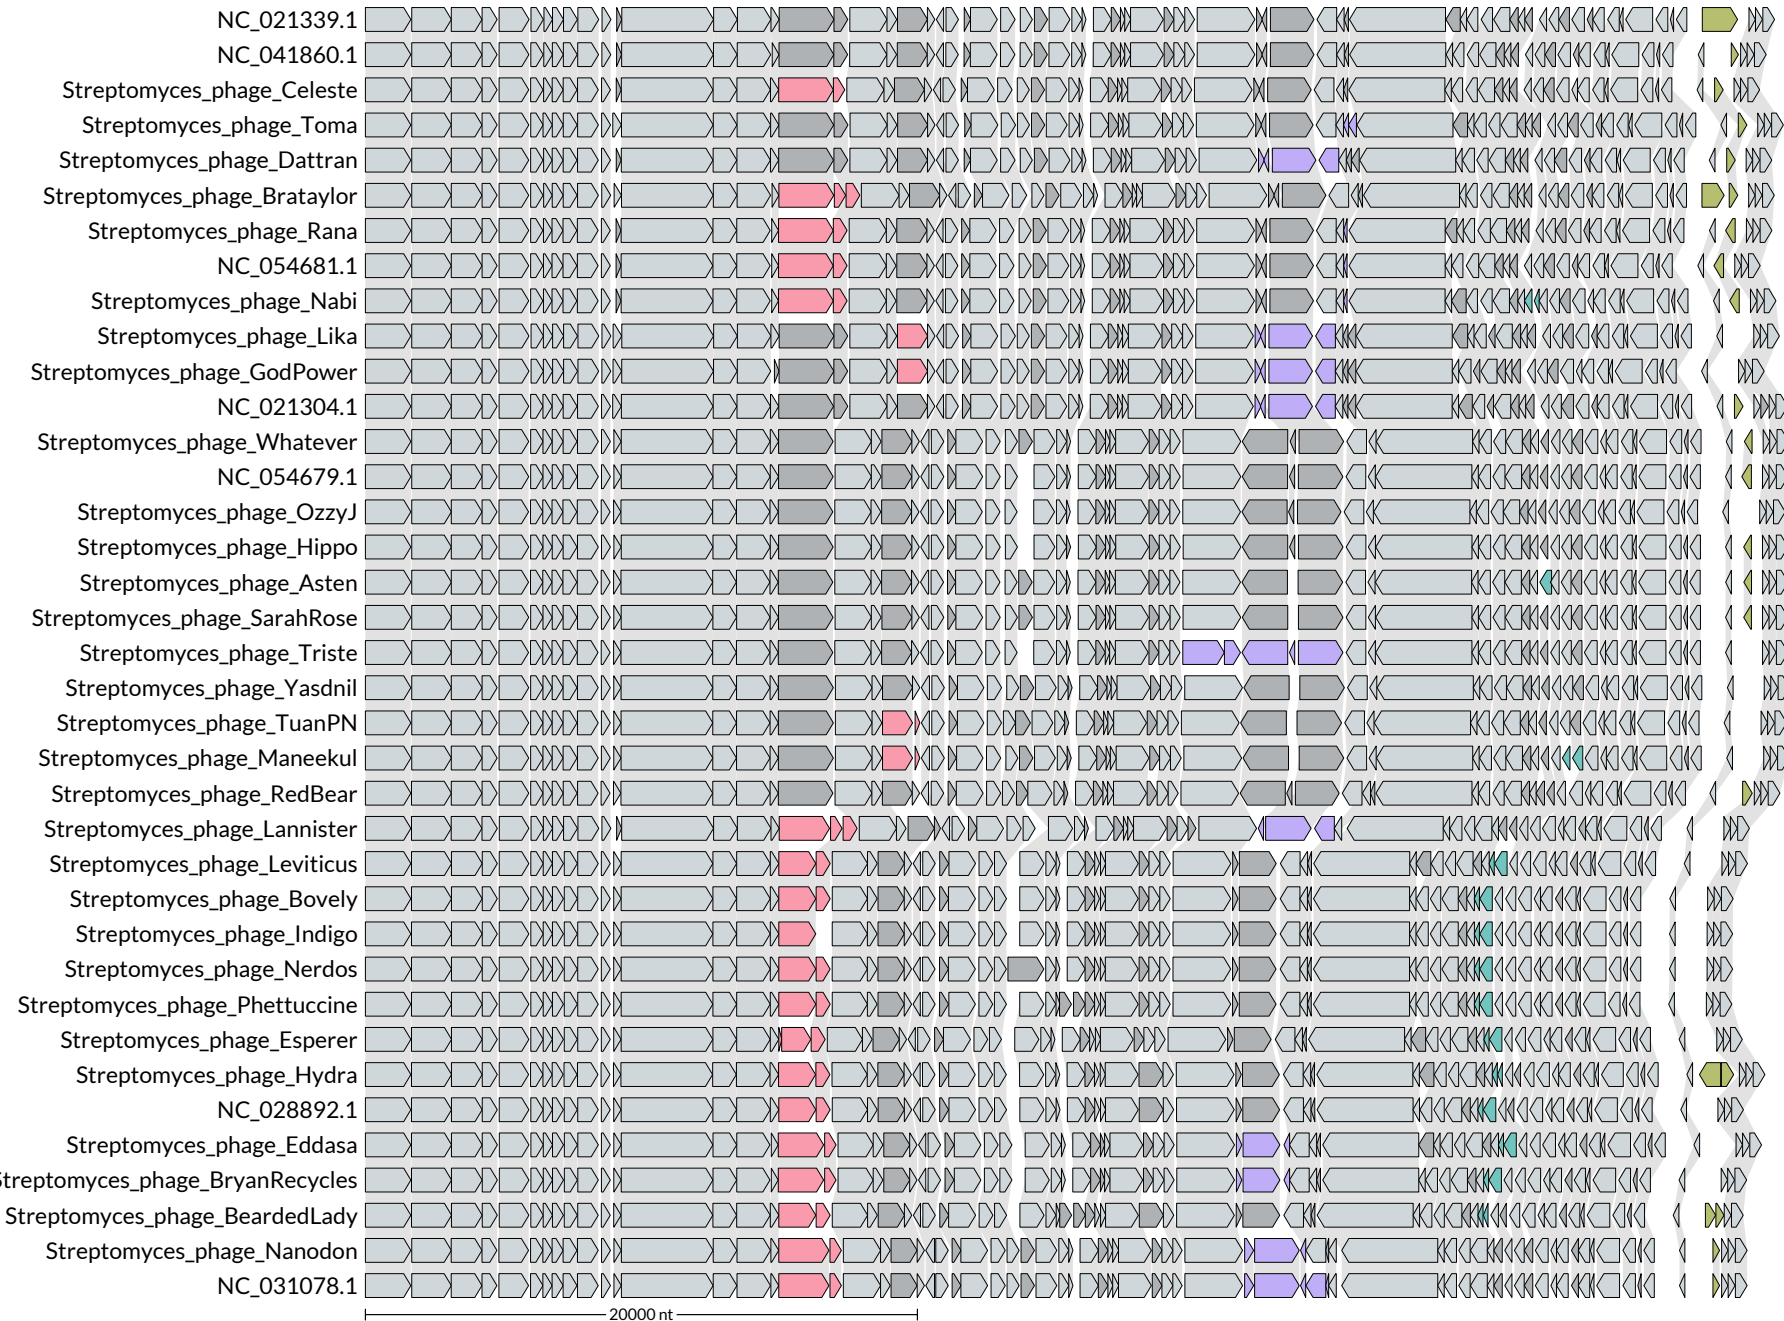 NC_021339.1
NC_041860.1
Streptomyces_phage_Celeste
Streptomyces_phage_Toma
Streptomyces_phage_Dattran
Streptomyces_phage_Brataylor
Streptomyces_phage_Rana
NC_054681.1
Streptomyces_phage_Nabi
Streptomyces_phage_Lika
Streptomyces_phage_GodPower
NC_021304.1
Streptomyces_phage_Whatever
NC_054679.1
Streptomyces_phage_OzzyJ
Streptomyces_phage_Hippo
Streptomyces_phage_Asten
Streptomyces_phage_SarahRose
Streptomyces_phage_Triste
Streptomyces_phage_Yasdnil
Streptomyces_phage_TuanPN
Streptomyces_phage_Maneekul
Streptomyces_phage_RedBear
Streptomyces_phage_Lannister
Streptomyces_phage_Leviticus
Streptomyces_phage_Bovely
Streptomyces_phage_Indigo
Streptomyces_phage_Nerdos
Streptomyces_phage_Phettuccine
Streptomyces_phage_Esperer
Streptomyces_phage_Hydra
NC_028892.1
Streptomyces_phage_Eddasa
Streptomyces_phage_BryanRecycles
Streptomyces_phage_BeardedLady
Streptomyces_phage_Nanodon
NC_031078.1
20000 nt